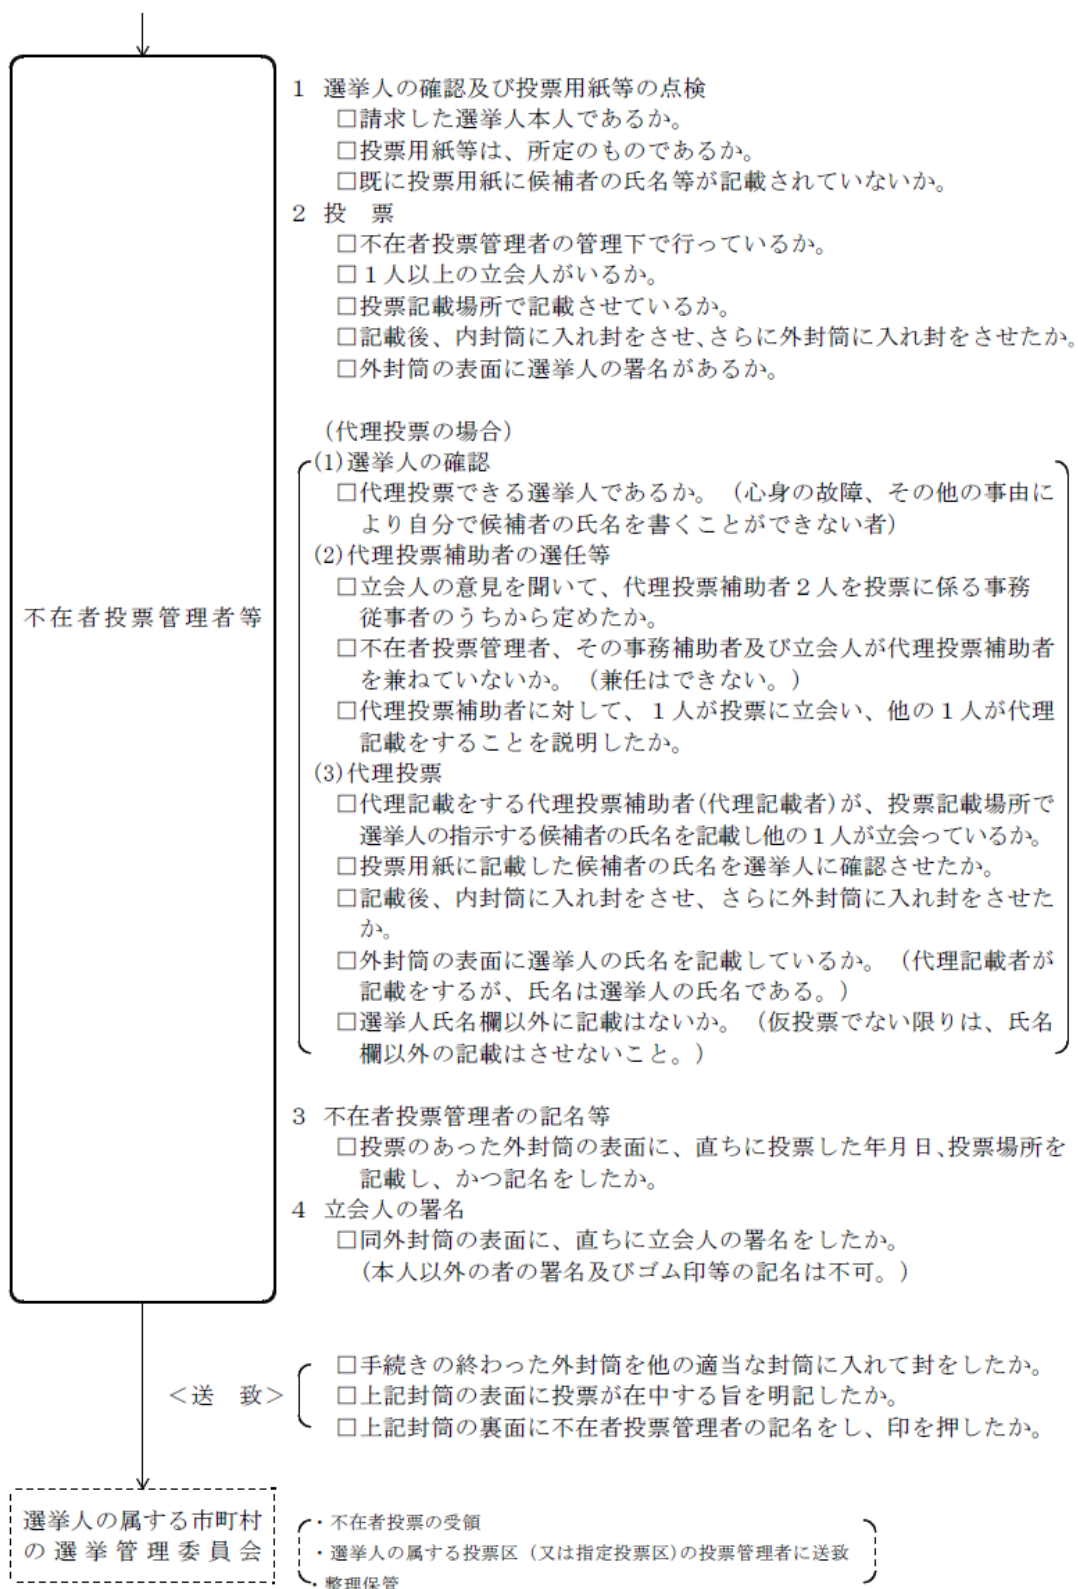 1 選挙人の確認及び投票用紙等の点検
□請求した選挙人本人であるか。
□投票用紙等は、所定のものであるか。
□既に投票用紙に候補者の氏名等が記載されていないか。
2 投 票
□不在者投票管理者の管理下で行っているか。
□1人以上の立会人がいるか。
□投票記載場所で記載させているか。
□記載後、内封筒に入れ封をさせ、さらに外封筒に入れ封をさせたか。
□外封筒の表面に選挙人の署名があるか。
(代理投票の場合)
(1)選挙人の確認
□代理投票できる選挙人であるか。(心身の故障、その他の事由に
より自分で候補者の氏名を書くことができない者)
(2)代理投票補助者の選任等
□立会人の意見を聞いて、代理投票補助者2人を投票に係る事務
従事者のうちから定めたか。
不在者投票管理者等
□不在者投票管理者、その事務補助者及び立会人が代理投票補助者
を兼ねていないか。(兼任はできない。)
□代理投票補助者に対して、1人が投票に立会い、他の1人が代理
記載をすることを説明したか。
(3)代理投票
□代理記載をする代理投票補助者(代理記載者)が、投票記載場所で
選挙人の指示する候補者の氏名を記載し他の1人が立会っているか。
□投票用紙に記載した候補者の氏名を選挙人に確認させたか。
□記載後、内封筒に入れ封をさせ、さらに外封筒に入れ封をさせた
か。
□外封筒の表面に選挙人の氏名を記載しているか。(代理記載者が
記載をするが、氏名は選挙人の氏名である。)
□選挙人氏名欄以外に記載はないか。(仮投票でない限りは、氏名
欄以外の記載はさせないこと。)
3 不在者投票管理者の記名等
□投票のあった外封筒の表面に、直ちに投票した年月日、投票場所を
記載し、かつ記名をしたか。
4 立会人の署名
□同外封筒の表面に、直ちに立会人の署名をしたか。
(本人以外の者の署名及びゴム印等の記名は不可。)
<送 致>
□手続きの終わった外封筒を他の適当な封筒に入れて封をしたか。
□上記封筒の表面に投票が在中する旨を明記したか。
□上記封筒の裏面に不在者投票管理者の記名をし、印を押したか。
選挙人の属する市町村
の選挙管理委員会
・不在者投票の受領
・選挙人の属する投票区(又は指定投票区)の投票管理者に送致
・整理保管